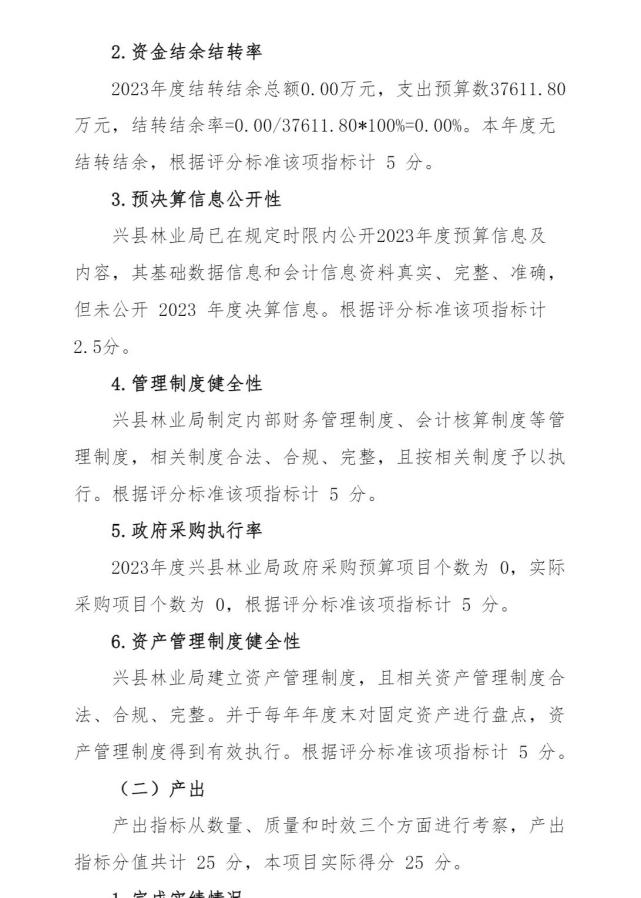 2.资金结余结转率
2023年度结转结余总额0.00万元，支出预算数37611.80
万元，结转结余率=0.00/37611.80*100%=0.00%。本年度无
结转结余，根据评分标准该项指标计 5 分。
3.预决算信息公开性
兴县林业局已在规定时限内公开2023年度预算信息及
内容，其基础数据信息和会计信息资料真实、完整、准确，
但未公开 2023 年度决算信息。根据评分标准该项指标计
2.5分。
4.管理制度健全性
兴县林业局制定内部财务管理制度、会计核算制度等管
理制度，相关制度合法、合规、完整，且按相关制度予以执
行。根据评分标准该项指标计 5 分。
5.政府采购执行率
2023年度兴县林业局政府采购预算项目个数为 0，实际
采购项目个数为 0，根据评分标准该项指标计 5 分。
6.资产管理制度健全性
兴县林业局建立资产管理制度，且相关资产管理制度合
法、合规、完整。并于每年年度末对固定资产进行盘点，资
产管理制度得到有效执行。根据评分标准该项指标计 5 分。
（二）产出
产出指标从数量、质量和时效三个方面进行考察，产出
指标分值共计 25 分，本项目实际得分 25 分。
1.完成实绩情况